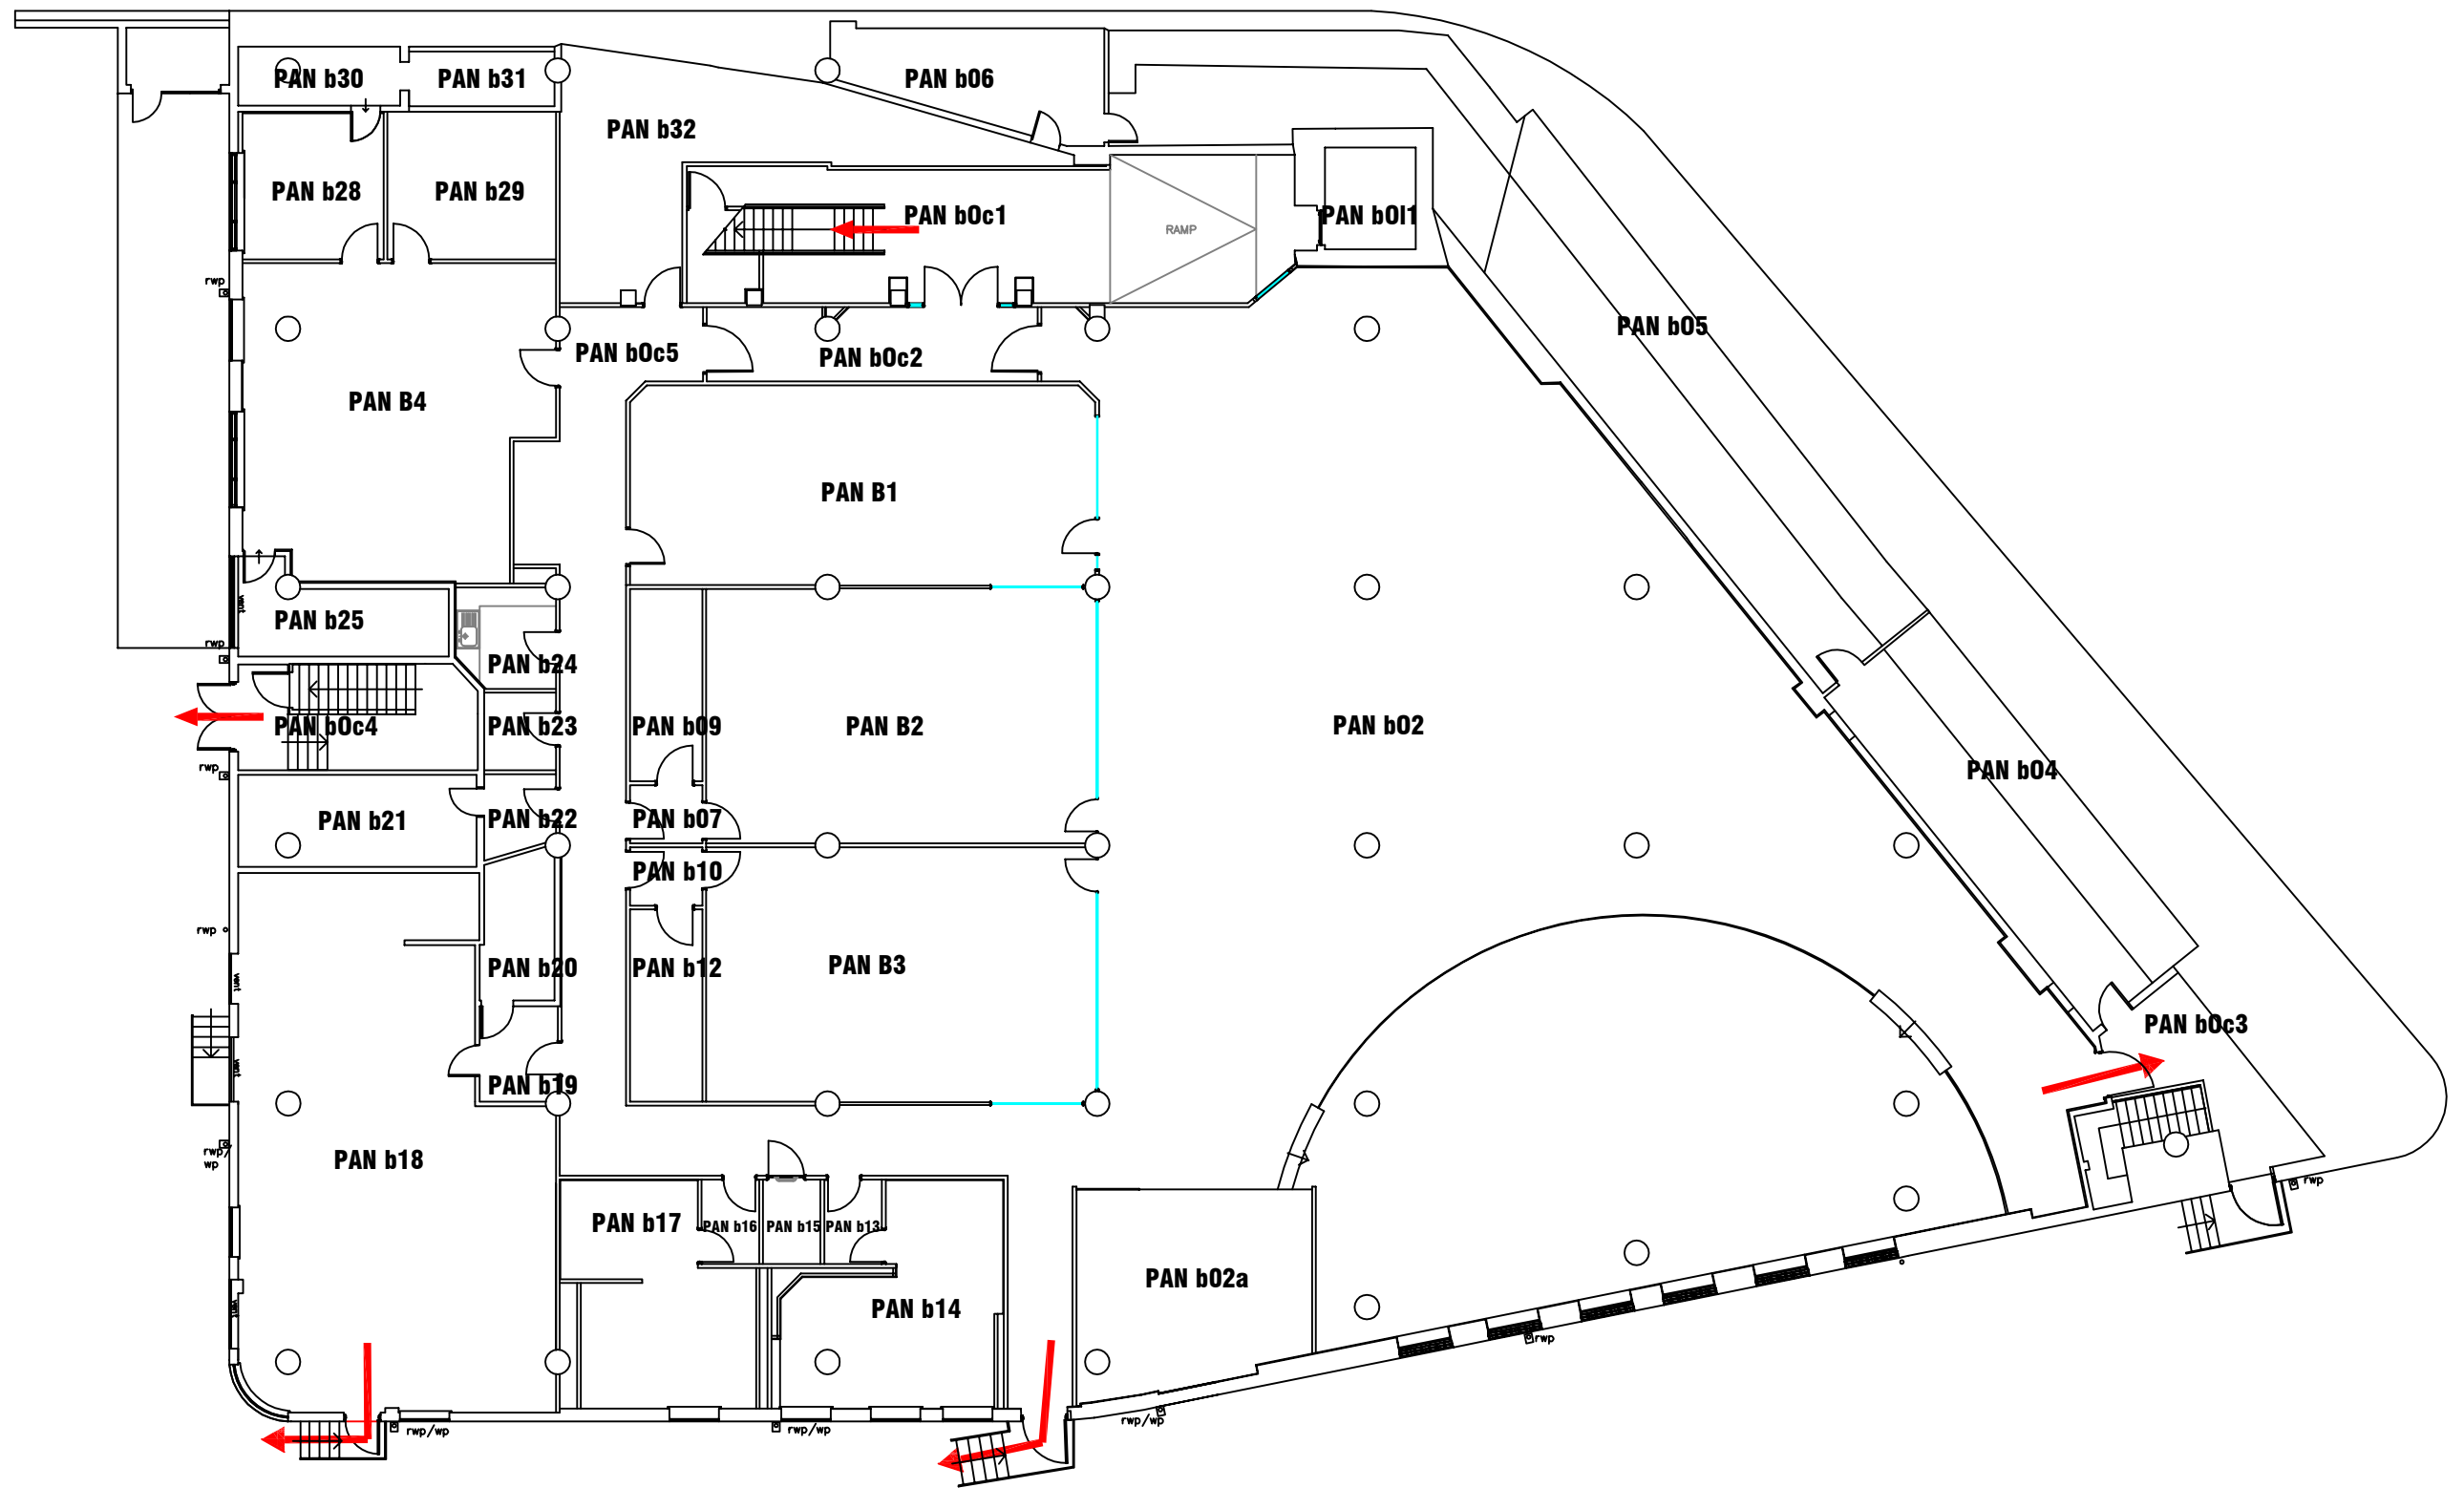 PAN b30
PAN b31
PAN b06
PAN b32
PAN b28
PAN b29
PAN b0c1
RAMP
PAN b0l1
rwp
PAN b05
PAN b0c5
PAN b0c2
PAN B4
PAN B1
vent
PAN b25
rwp
PAN b24
PAN b0c4
PAN b23
PAN b09
PAN B2
PAN b02
rwp
PAN b04
PAN b21
PAN b22
PAN b07
PAN b10
rwp
PAN b20
PAN b12
PAN B3
vent
PAN b0c3
vent
PAN b19
rwp/
wp
PAN b18
rwp
PAN b17
PAN b16
PAN b15
PAN b13
PAN b02a
vent
PAN b14
rwp
rwp/wp
rwp/wp
rwp/wp